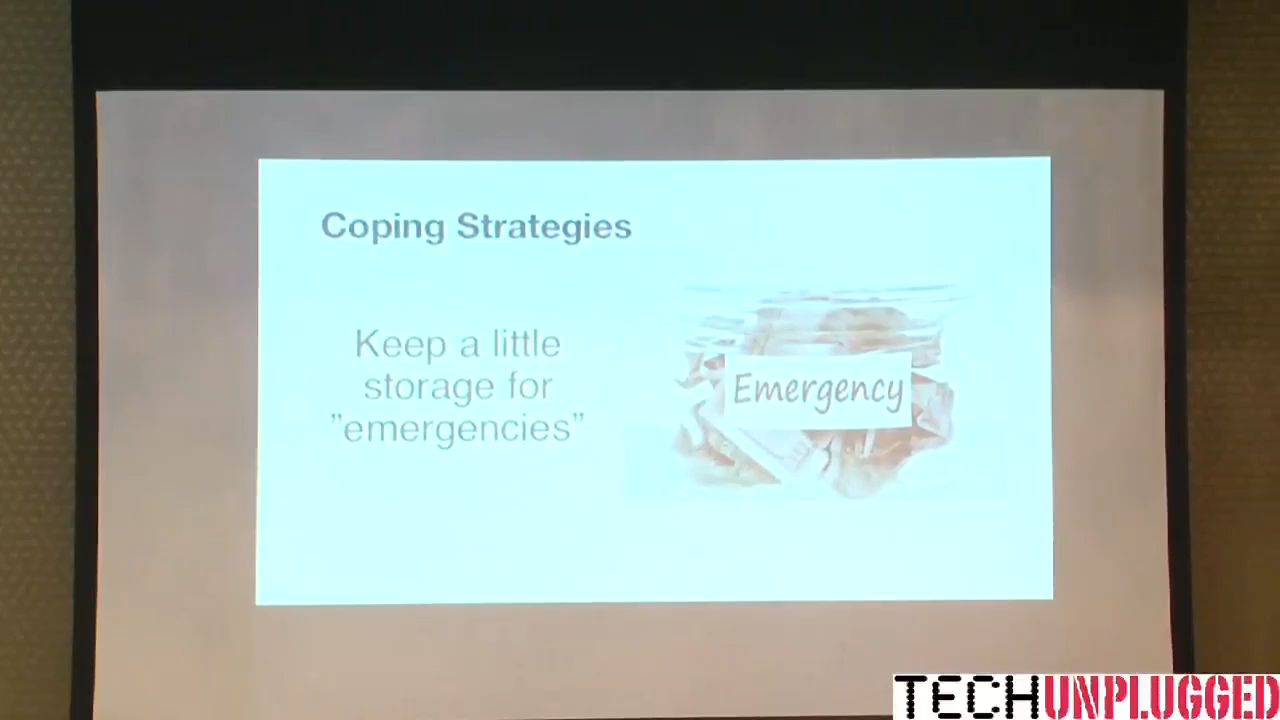 Coping Strategies
Keep a little
storage for
"emergencies"
Emergency
TECHUNPLUGGED